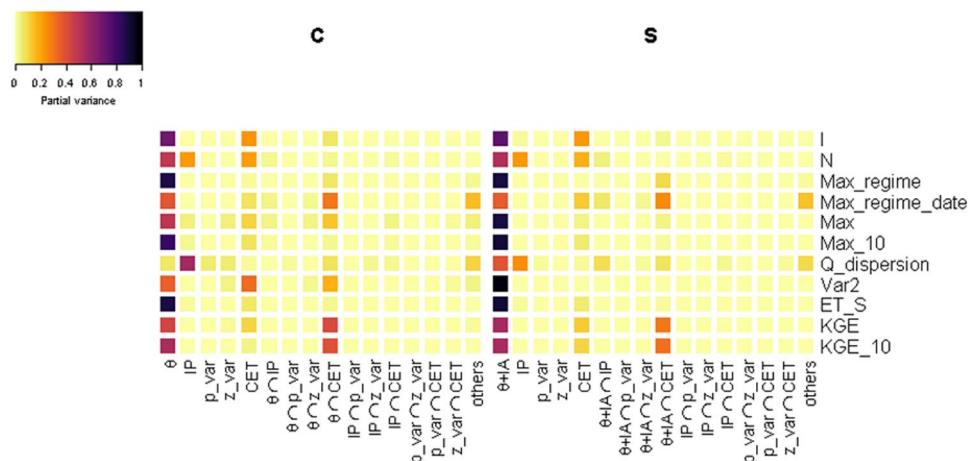 C S
0 0.2 0.4 0.6 0.8 1
Partial variance
I
N
Max_regime
Max_regime_date
Max
Max_10
Q_dispersion
Var2
ET_S
KGE
KGE_10
θ
IP
p_var
z_var
CET
θ∩IP
θ∩p_var
θ∩z_var
θ∩CET
IP∩p_var
IP∩z_var
IP∩CET
p_var∩z_var
p_var∩CET
z_var∩CET
others
θ+IA
IP
p_var
z_var
CET
θ+IA∩IP
θ+IA∩p_var
θ+IA∩z_var
θ+IA∩CET
IP∩p_var
IP∩z_var
IP∩CET
p_var∩z_var
p_var∩CET
z_var∩CET
others